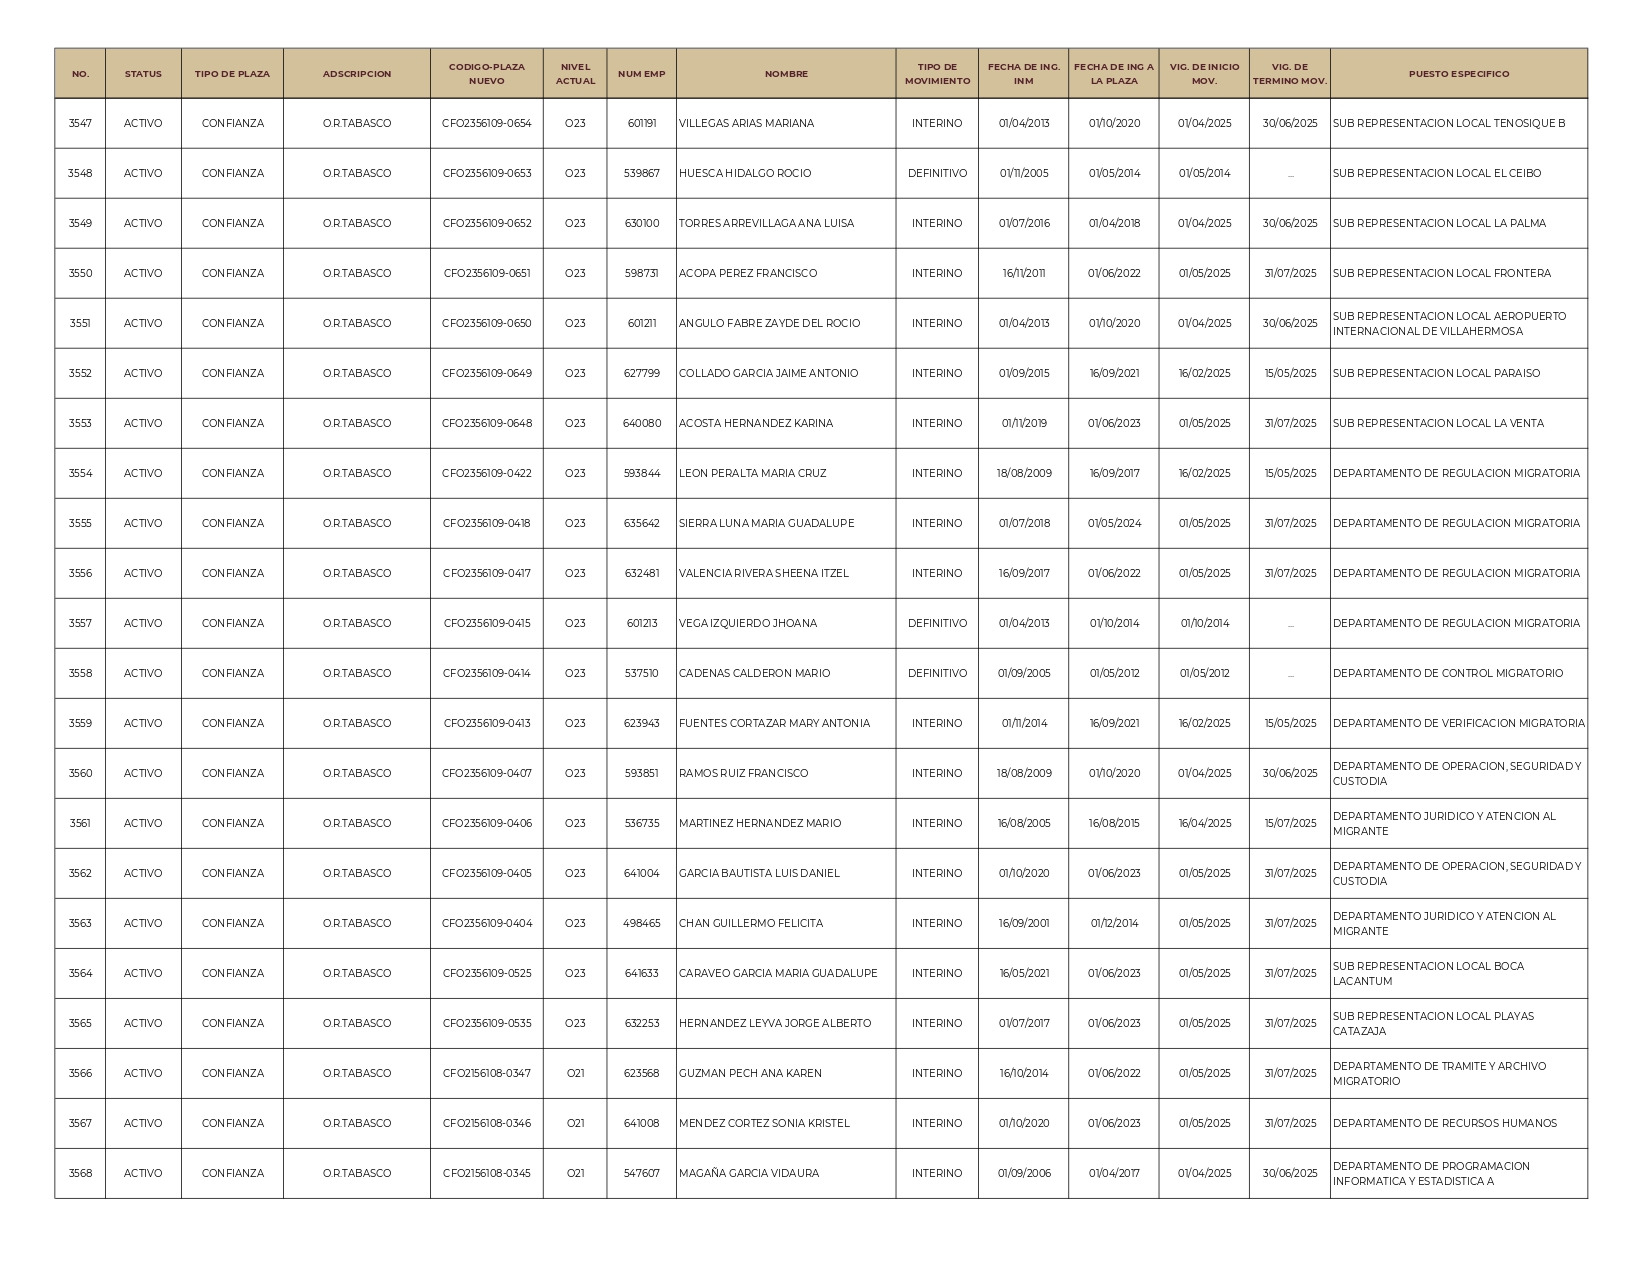 NO. STATUS TIPO DE PLAZA ADSCRIPCION CODIGO-PLAZA NUEVO NIVEL ACTUAL NUM EMP NOMBRE TIPO DE MOVIMIENTO FECHA DE ING. INM FECHA DE ING A LA PLAZA VIG. DE INICIO MOV. VIG. DE TERMINO MOV. PUESTO ESPECIFICO
3547 ACTIVO CONFIANZA O.R.TABASCO CFO2356109-0654 O23 601191 VILLEGAS ARIAS MARIANA INTERINO 01/04/2013 01/10/2020 01/04/2025 30/06/2025 SUB REPRESENTACION LOCAL TENOSIQUE B
3548 ACTIVO CONFIANZA O.R.TABASCO CFO2356109-0653 O23 539867 HUESCA HIDALGO ROCIO DEFINITIVO 01/11/2005 01/05/2014 01/05/2014 ... SUB REPRESENTACION LOCAL EL CEIBO
3549 ACTIVO CONFIANZA O.R.TABASCO CFO2356109-0652 O23 630100 TORRES ARREVILLAGA ANA LUISA INTERINO 01/07/2016 01/04/2018 01/04/2025 30/06/2025 SUB REPRESENTACION LOCAL LA PALMA
3550 ACTIVO CONFIANZA O.R.TABASCO CFO2356109-0651 O23 598731 ACOPA PEREZ FRANCISCO INTERINO 16/11/2011 01/06/2022 01/05/2025 31/07/2025 SUB REPRESENTACION LOCAL FRONTERA
3551 ACTIVO CONFIANZA O.R.TABASCO CFO2356109-0650 O23 601211 ANGULO FABRE ZAYDE DEL ROCIO INTERINO 01/04/2013 01/10/2020 01/04/2025 30/06/2025 SUB REPRESENTACION LOCAL AEROPUERTO
INTERNACIONAL DE VILLAHERMOSA
3552 ACTIVO CONFIANZA O.R.TABASCO CFO2356109-0649 O23 627799 COLLADO GARCIA JAIME ANTONIO INTERINO 01/09/2015 16/09/2021 16/02/2025 15/05/2025 SUB REPRESENTACION LOCAL PARAISO
3553 ACTIVO CONFIANZA O.R.TABASCO CFO2356109-0648 O23 640080 ACOSTA HERNANDEZ KARINA INTERINO 01/11/2019 01/06/2023 01/05/2025 31/07/2025 SUB REPRESENTACION LOCAL LA VENTA
3554 ACTIVO CONFIANZA O.R.TABASCO CFO2356109-0422 O23 593844 LEON PERALTA MARIA CRUZ INTERINO 18/08/2009 16/09/2017 16/02/2025 15/05/2025 DEPARTAMENTO DE REGULACION MIGRATORIA
3555 ACTIVO CONFIANZA O.R.TABASCO CFO2356109-0418 O23 635642 SIERRA LUNA MARIA GUADALUPE INTERINO 01/07/2018 01/05/2024 01/05/2025 31/07/2025 DEPARTAMENTO DE REGULACION MIGRATORIA
3556 ACTIVO CONFIANZA O.R.TABASCO CFO2356109-0417 O23 632481 VALENCIA RIVERA SHEENA ITZEL INTERINO 16/09/2017 01/06/2022 01/05/2025 31/07/2025 DEPARTAMENTO DE REGULACION MIGRATORIA
3557 ACTIVO CONFIANZA O.R.TABASCO CFO2356109-0415 O23 601213 VEGA IZQUIERDO JHOANA DEFINITIVO 01/04/2013 01/10/2014 01/10/2014 ... DEPARTAMENTO DE REGULACION MIGRATORIA
3558 ACTIVO CONFIANZA O.R.TABASCO CFO2356109-0414 O23 537510 CADENAS CALDERON MARIO DEFINITIVO 01/09/2005 01/05/2012 01/05/2012 ... DEPARTAMENTO DE CONTROL MIGRATORIO
3559 ACTIVO CONFIANZA O.R.TABASCO CFO2356109-0413 O23 623943 FUENTES CORTAZAR MARY ANTONIA INTERINO 01/11/2014 16/09/2021 16/02/2025 15/05/2025 DEPARTAMENTO DE VERIFICACION MIGRATORIA
3560 ACTIVO CONFIANZA O.R.TABASCO CFO2356109-0407 O23 593851 RAMOS RUIZ FRANCISCO INTERINO 18/08/2009 01/10/2020 01/04/2025 30/06/2025 DEPARTAMENTO DE OPERACION, SEGURIDAD Y
CUSTODIA
3561 ACTIVO CONFIANZA O.R.TABASCO CFO2356109-0406 O23 536735 MARTINEZ HERNANDEZ MARIO INTERINO 16/08/2005 16/08/2015 16/04/2025 15/07/2025 DEPARTAMENTO JURIDICO Y ATENCION AL
MIGRANTE
3562 ACTIVO CONFIANZA O.R.TABASCO CFO2356109-0405 O23 641004 GARCIA BAUTISTA LUIS DANIEL INTERINO 01/10/2020 01/06/2023 01/05/2025 31/07/2025 DEPARTAMENTO DE OPERACION, SEGURIDAD Y
CUSTODIA
3563 ACTIVO CONFIANZA O.R.TABASCO CFO2356109-0404 O23 498465 CHAN GUILLERMO FELICITA INTERINO 16/09/2001 01/12/2014 01/05/2025 31/07/2025 DEPARTAMENTO JURIDICO Y ATENCION AL
MIGRANTE
3564 ACTIVO CONFIANZA O.R.TABASCO CFO2356109-0525 O23 641633 CARAVEO GARCIA MARIA GUADALUPE INTERINO 16/05/2021 01/06/2023 01/05/2025 31/07/2025 SUB REPRESENTACION LOCAL BOCA
LACANTUM
3565 ACTIVO CONFIANZA O.R.TABASCO CFO2356109-0535 O23 632253 HERNANDEZ LEYVA JORGE ALBERTO INTERINO 01/07/2017 01/06/2023 01/05/2025 31/07/2025 SUB REPRESENTACION LOCAL PLAYAS
CATAZAJA
3566 ACTIVO CONFIANZA O.R.TABASCO CFO2156108-0347 O21 623568 GUZMAN PECH ANA KAREN INTERINO 16/10/2014 01/06/2022 01/05/2025 31/07/2025 DEPARTAMENTO DE TRAMITE Y ARCHIVO
MIGRATORIO
3567 ACTIVO CONFIANZA O.R.TABASCO CFO2156108-0346 O21 641008 MENDEZ CORTEZ SONIA KRISTEL INTERINO 01/10/2020 01/06/2023 01/05/2025 31/07/2025 DEPARTAMENTO DE RECURSOS HUMANOS
3568 ACTIVO CONFIANZA O.R.TABASCO CFO2156108-0345 O21 547607 MAGAÑA GARCIA VIDAURA INTERINO 01/09/2006 01/04/2017 01/04/2025 30/06/2025 DEPARTAMENTO DE PROGRAMACION
INFORMATICA Y ESTADISTICA A